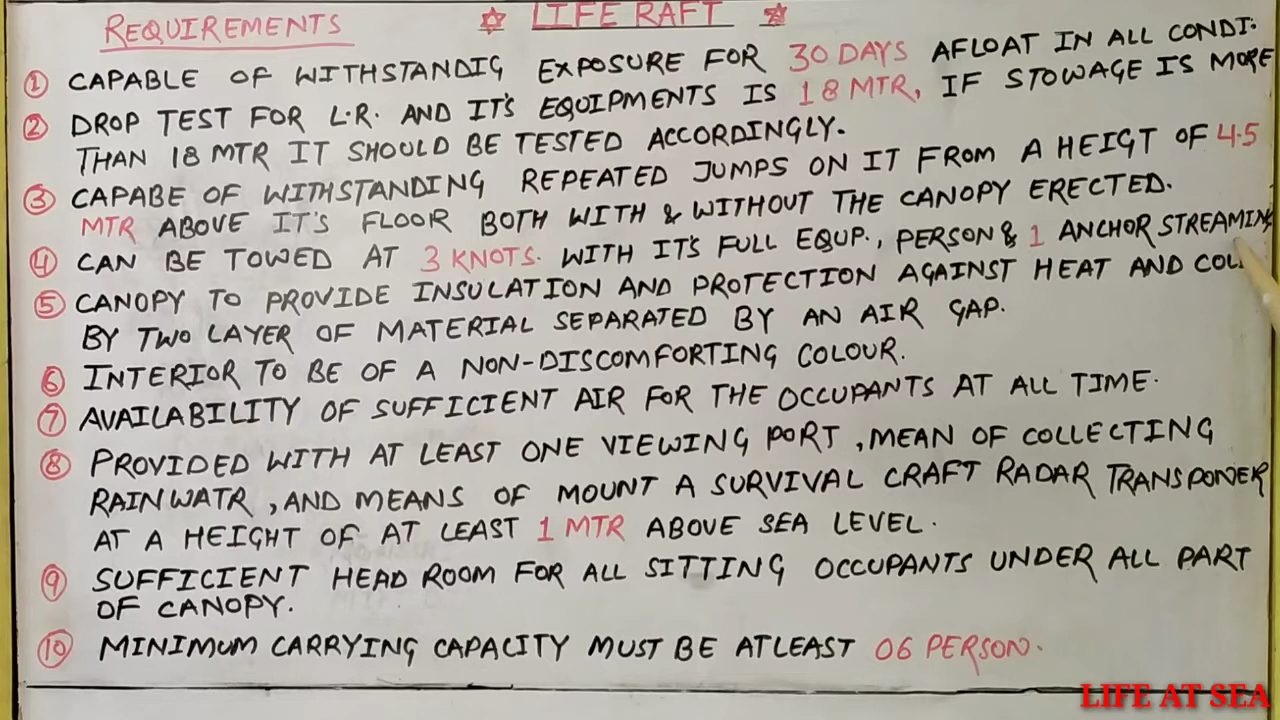 REQUIREMENTS LIFE RAFT
① CAPABLE OF WITHSTANDIG EXPOSURE FOR 30 DAYS AFLOAT IN ALL CONDI.
② DROP TEST FOR L.R. AND IT'S EQUIPMENTS IS 18 MTR, IF STOWAGE IS MORE
THAN 18 MTR IT SHOULD BE TESTED ACCORDINGLY.
③ CAPABE OF WITHSTANDING REPEATED JUMPS ON IT FROM A HEIGT OF 4.5
MTR ABOVE IT'S FLOOR BOTH WITH & WITHOUT THE CANOPY ERECTED.
④ CAN BE TOWED AT 3 KNOTS. WITH IT'S FULL EQUP., PERSON & 1 ANCHOR STREAMING
⑤ CANOPY TO PROVIDE INSULATION AND PROTECTION AGAINST HEAT AND COL
BY TWO LAYER OF MATERIAL SEPARATED BY AN AIR GAP.
⑥ INTERIOR TO BE OF A NON-DISCOMFORTING COLOUR.
⑦ AVAILABILITY OF SUFFICIENT AIR FOR THE OCCUPANTS AT ALL TIME.
⑧ PROVIDED WITH AT LEAST ONE VIEWING PORT, MEAN OF COLLECTING
RAINWATR, AND MEANS OF MOUNT A SURVIVAL CRAFT RADAR TRANSPONER
AT A HEIGHT OF AT LEAST 1 MTR ABOVE SEA LEVEL.
⑨ SUFFICIENT HEAD ROOM FOR ALL SITTING OCCUPANTS UNDER ALL PART
OF CANOPY.
⑩ MINIMUM CARRYING CAPACITY MUST BE ATLEAST 06 PERSON.
LIFE AT SEA